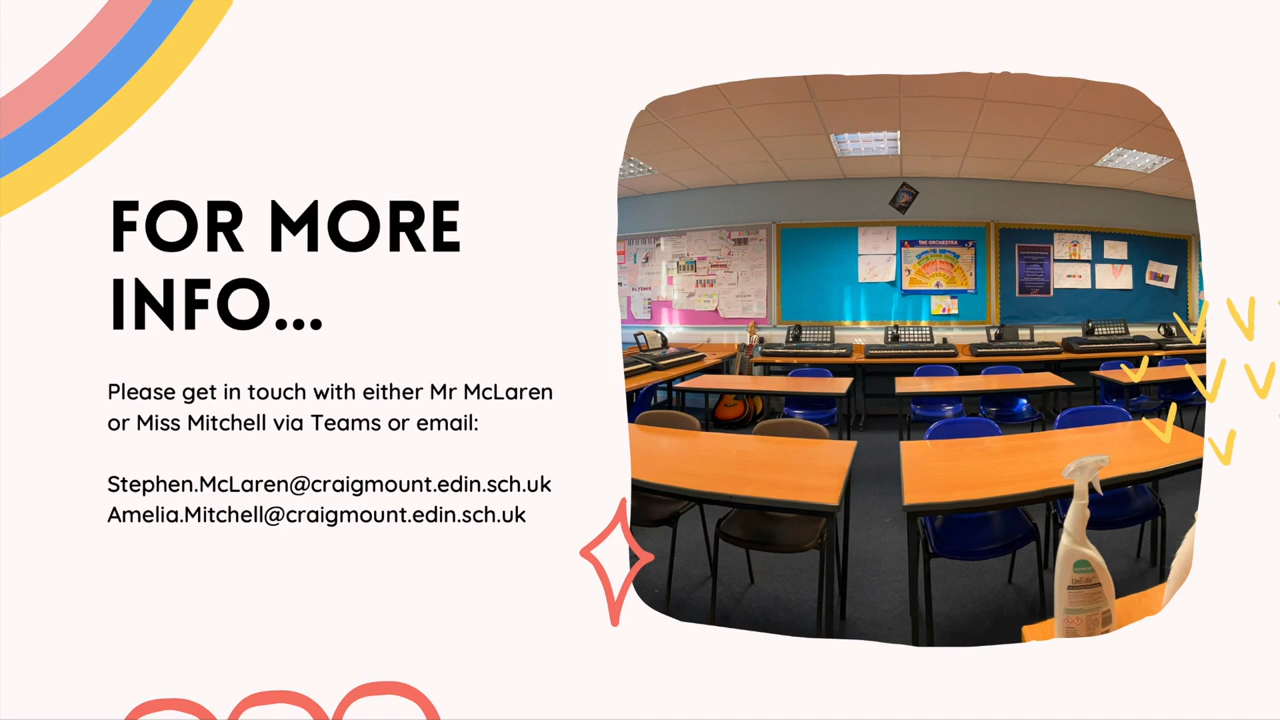 FOR MORE
INFO...
Please get in touch with either Mr McLaren
or Miss Mitchell via Teams or email:
Stephen.McLaren@craigmount.edin.sch.uk
Amelia.Mitchell@craigmount.edin.sch.uk
THE ORCHESTRA